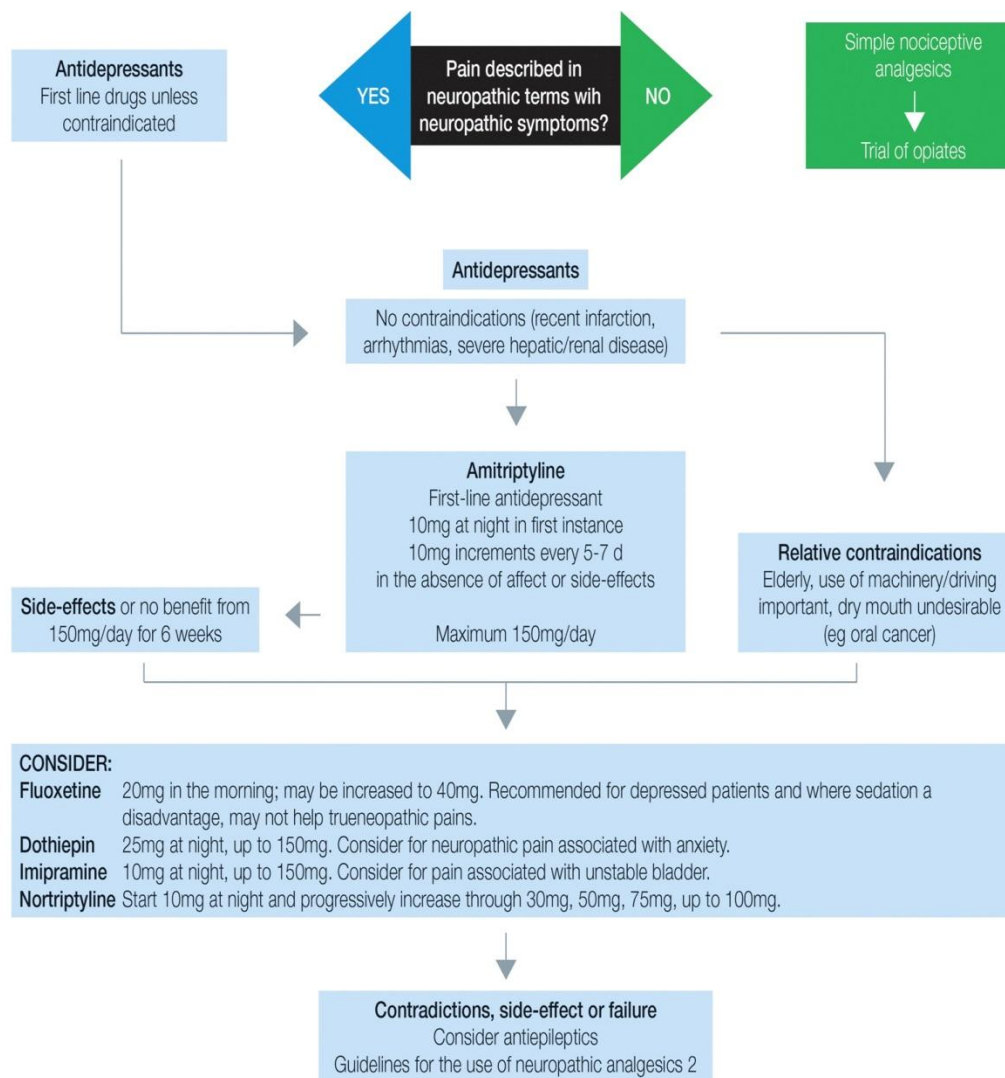 Antidepressants
First line drugs unless
contraindicated
YES
Pain described in
neuropathic terms wih
neuropathic symptoms?
NO
Simple nociceptive
analgesics
Trial of opiates
Antidepressants
No contraindications (recent infarction,
arrhythmias, severe hepatic/renal disease)
Amitriptyline
First-line antidepressant
10mg at night in first instance
10mg increments every 5-7 d
in the absence of affect or side-effects
Maximum 150mg/day
Side-effects or no benefit from
150mg/day for 6 weeks
Relative contraindications
Elderly, use of machinery/driving
important, dry mouth undesirable
(eg oral cancer)
CONSIDER:
Fluoxetine 20mg in the morning; may be increased to 40mg. Recommended for depressed patients and where sedation a
disadvantage, may not help trueneopathic pains.
Dothiepin 25mg at night, up to 150mg. Consider for neuropathic pain associated with anxiety.
Imipramine 10mg at night, up to 150mg. Consider for pain associated with unstable bladder.
Nortriptyline Start 10mg at night and progressively increase through 30mg, 50mg, 75mg, up to 100mg.
Contradictions, side-effect or failure
Consider antiepileptics
Guidelines for the use of neuropathic analgesics 2